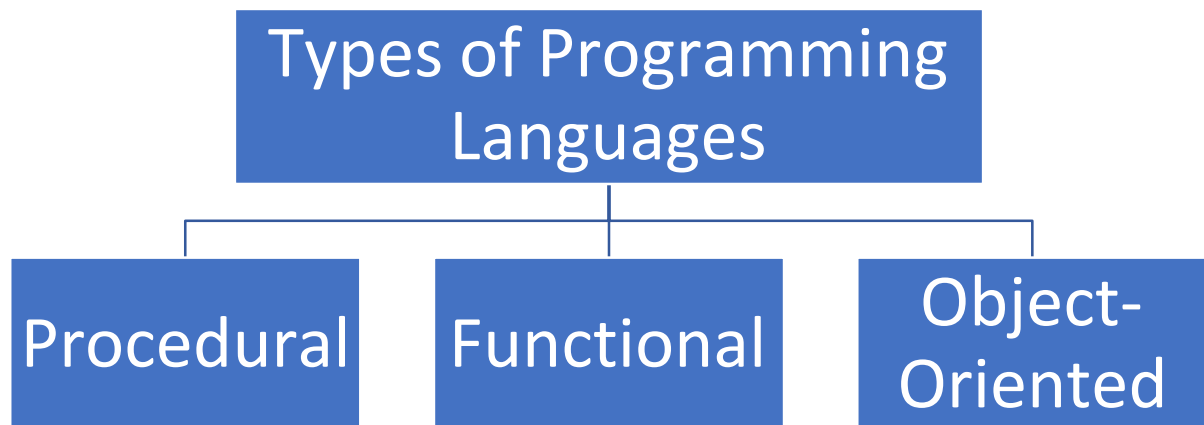 Types of Programming
Languages
Procedural
Functional
Object-
Oriented